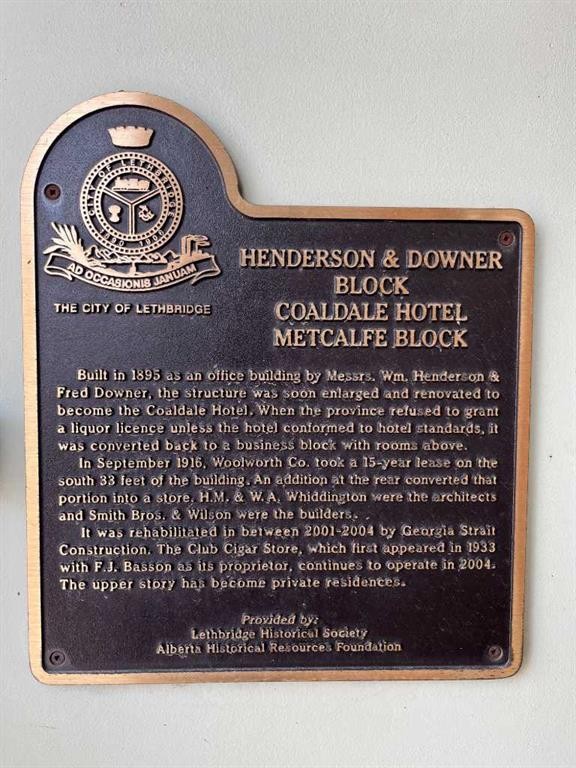 CITY OF LETHBRIDGE
AD OCCASIONIS JANUAM
THE CITY OF LETHBRIDGE
HENDERSON & DOWNER
BLOCK
COALDALE HOTEL
METCALFE BLOCK
Built in 1895 as an office building by Messrs. Wm. Henderson &
Fred Downer, the structure was soon enlarged and renovated to
become the Coaldale Hotel. When the province refused to grant
a liquor licence unless the hotel conformed to hotel standards, it
was converted back to a business block with rooms above.
In September 1916, Woolworth Co. took a 15-year lease on the
south 33 feet of the building. An addition at the rear converted that
portion into a store. H.M. & W.A. Whiddington were the architects
and Smith Bros. & Wilson were the builders.
It was rehabilitated in between 2001-2004 by Georgia Strait
Construction. The Club Cigar Store, which first appeared in 1933
with F.J. Basson as its proprietor, continues to operate in 2004.
The upper story has become private residences.
Provided by:
Lethbridge Historical Society
Alberta Historical Resources Foundation